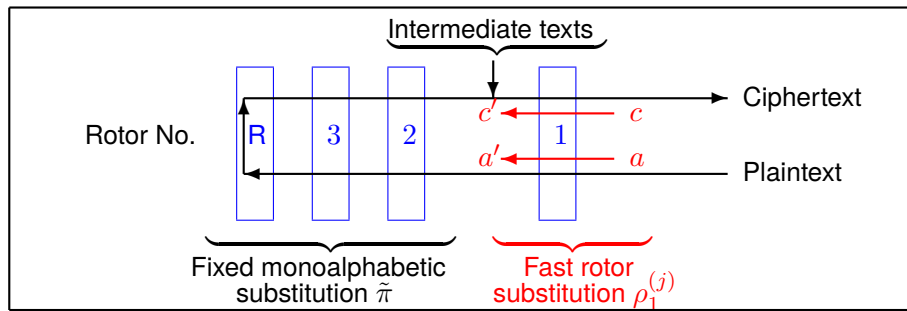 Intermediate texts
Rotor No. R 3 2 1
c′ c
Ciphertext
a′ a
Plaintext
Fixed monoalphabetic
substitution π̃
Fast rotor
substitution ρ₁⁽ʲ⁾